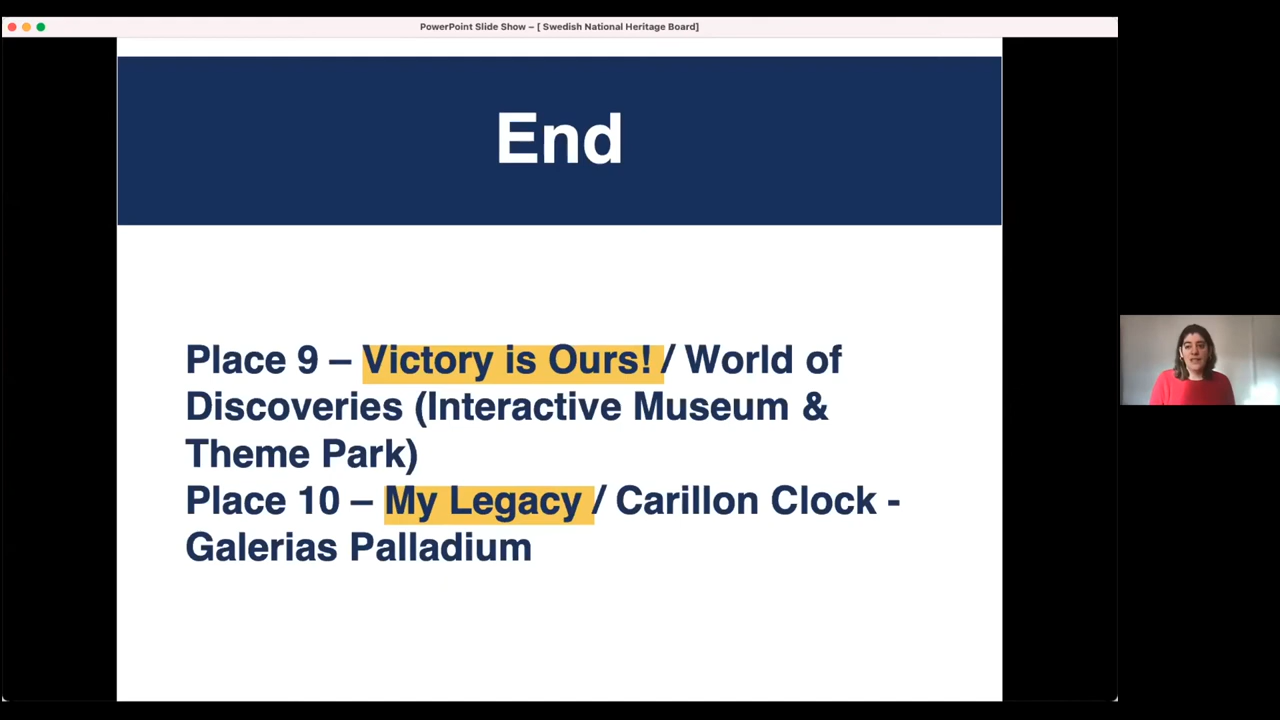 PowerPoint Slide Show – [ Swedish National Heritage Board]
End
Place 9 – Victory is Ours! / World of
Discoveries (Interactive Museum &
Theme Park)
Place 10 – My Legacy / Carillon Clock -
Galerias Palladium